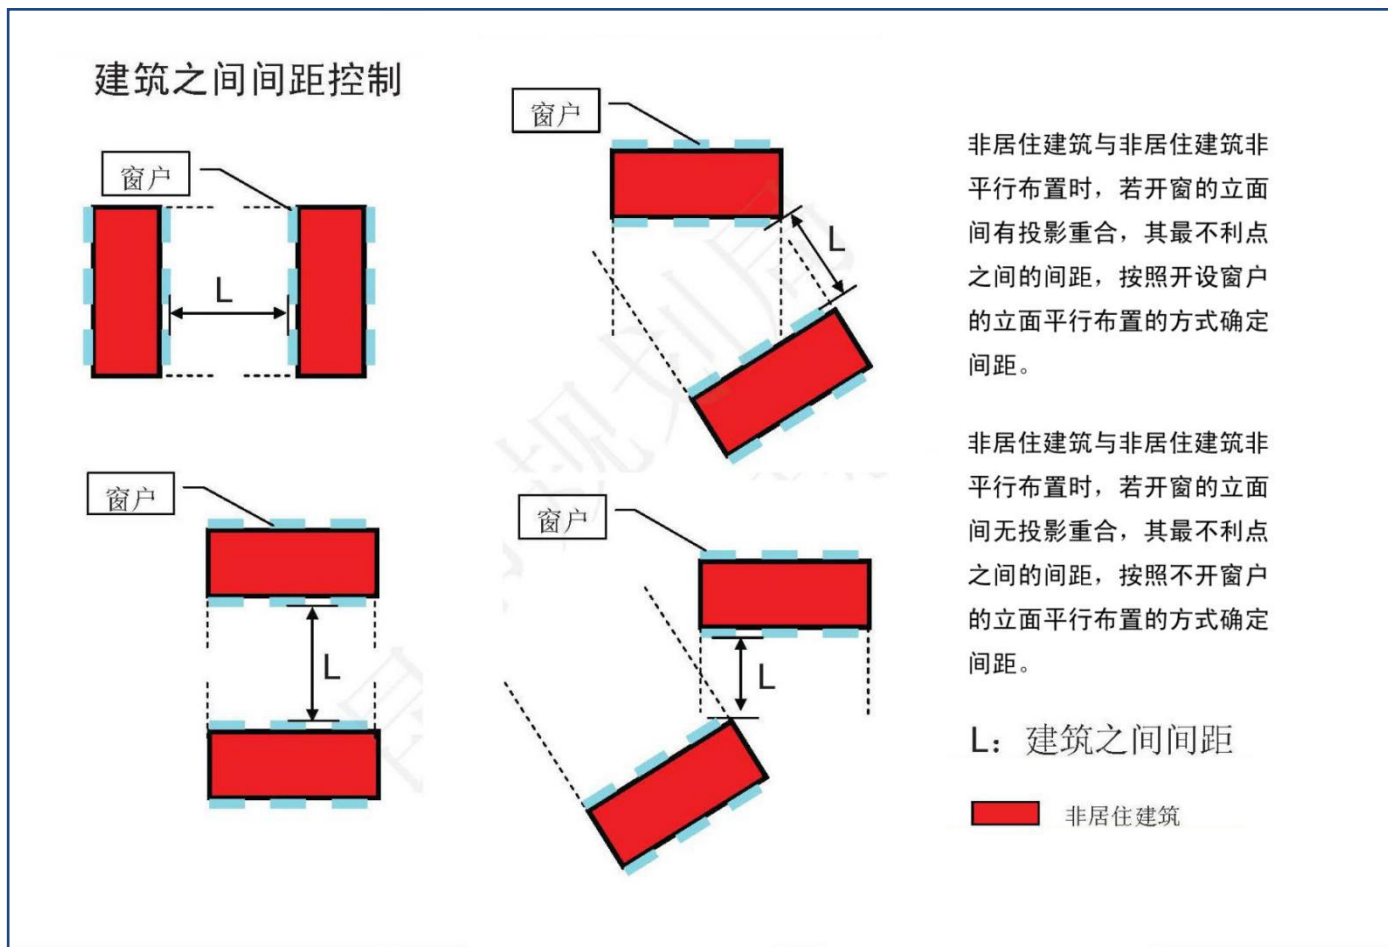 建筑之间间距控制
窗户
L
窗户
L
窗户
L
窗户
L
非居住建筑与非居住建筑非
平行布置时，若开窗的立面
间有投影重合，其最不利点
之间的间距，按照开设窗户
的立面平行布置的方式确定
间距。
非居住建筑与非居住建筑非
平行布置时，若开窗的立面
间无投影重合，其最不利点
之间的间距，按照不开窗户
的立面平行布置的方式确定
间距。
L：建筑之间间距
非居住建筑
规划局